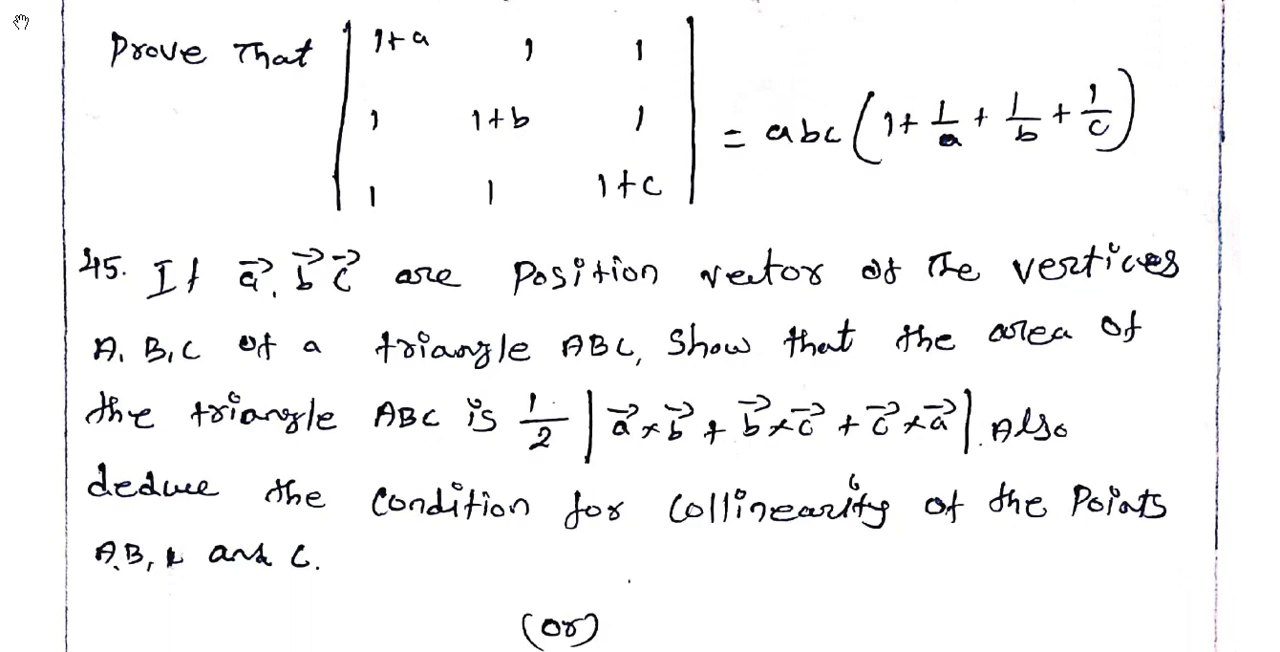 Prove That | 1+a 1 1 |
| 1 1+b 1 | = abc (1 + 1/a + 1/b + 1/c)
| 1 1 1+c |
45. If a⃗, b⃗ c⃗ are Position vector of the vertices
A, B, C of a triangle ABC, Show that the area of
the triangle ABC is 1/2 | a⃗ × b⃗ + b⃗ × c⃗ + c⃗ × a⃗ |. Also
deduce the Condition for Collinearity of the Points
A, B, and C.
(or)